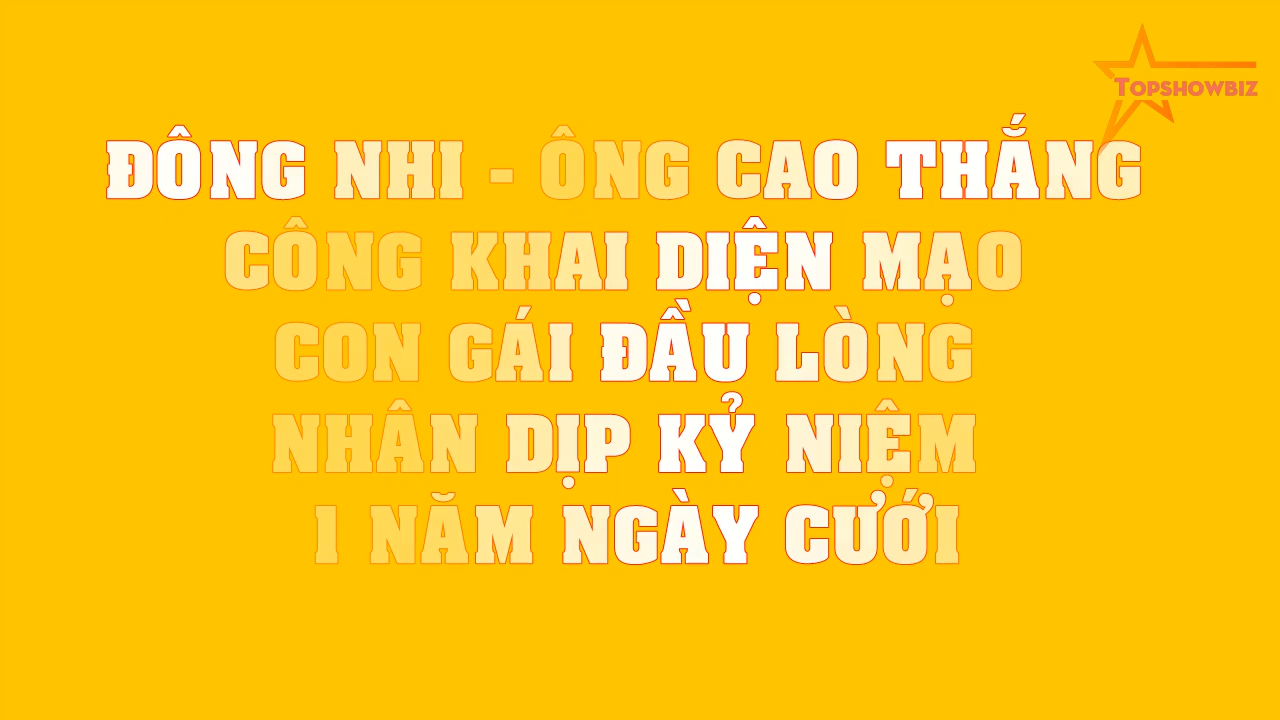 TOPSHOWBIZ
ĐÔNG NHI - ÔNG CAO THẮNG
CÔNG KHAI DIỆN MẠO
CON GÁI ĐẦU LÒNG
NHÂN DỊP KỶ NIỆM
1 NĂM NGÀY CƯỚI